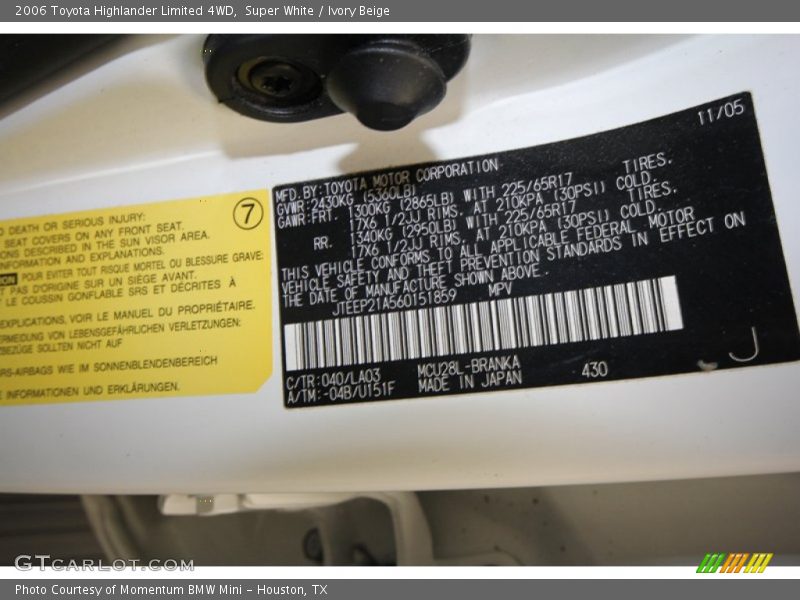 2006 Toyota Highlander Limited 4WD, Super White / Ivory Beige
11/05
MFD. BY: TOYOTA MOTOR CORPORATION
GVWR: 2430KG (5360LB)
GAWR: FRT. 1300KG (2865LB) WITH 225/65R17 TIRES.
17X6 1/2JJ RIMS. AT 210KPA (30PSI) COLD.
RR. 1340KG (2950LB) WITH 225/65R17 TIRES.
17X6 1/2JJ RIMS. AT 210KPA (30PSI) COLD.
THIS VEHICLE CONFORMS TO ALL APPLICABLE FEDERAL MOTOR
VEHICLE SAFETY AND THEFT PREVENTION STANDARDS IN EFFECT ON
THE DATE OF MANUFACTURE SHOWN ABOVE.
JTEEP21A560151859 MPV
C/TR: 040/LA03 MCU28L-BRANKA 430
A/TM: -04B/U151F MADE IN JAPAN
J
7
DEATH OR SERIOUS INJURY:
SEAT COVERS ON ANY FRONT SEAT.
DESCRIBED IN THE SUN VISOR AREA.
INFORMATION AND EXPLANATIONS.
POUR EVITER TOUT RISQUE MORTEL OU BLESSURE GRAVE:
PAS D'ORIGINE SUR UN SIÈGE AVANT.
LE COUSSIN GONFLABLE SRS ET DÉCRITES À
EXPLICATIONS, VOIR LE MANUEL DU PROPRIÉTAIRE.
VON LEBENSGEFÄHRLICHEN VERLETZUNGEN:
SOLLTEN NICHT AUF
-AIRBAGS WIE IM SONNENBLENDENBEREICH
INFORMATIONEN UND ERKLÄRUNGEN.
GTCARLOT.COM
Photo Courtesy of Momentum BMW Mini - Houston, TX